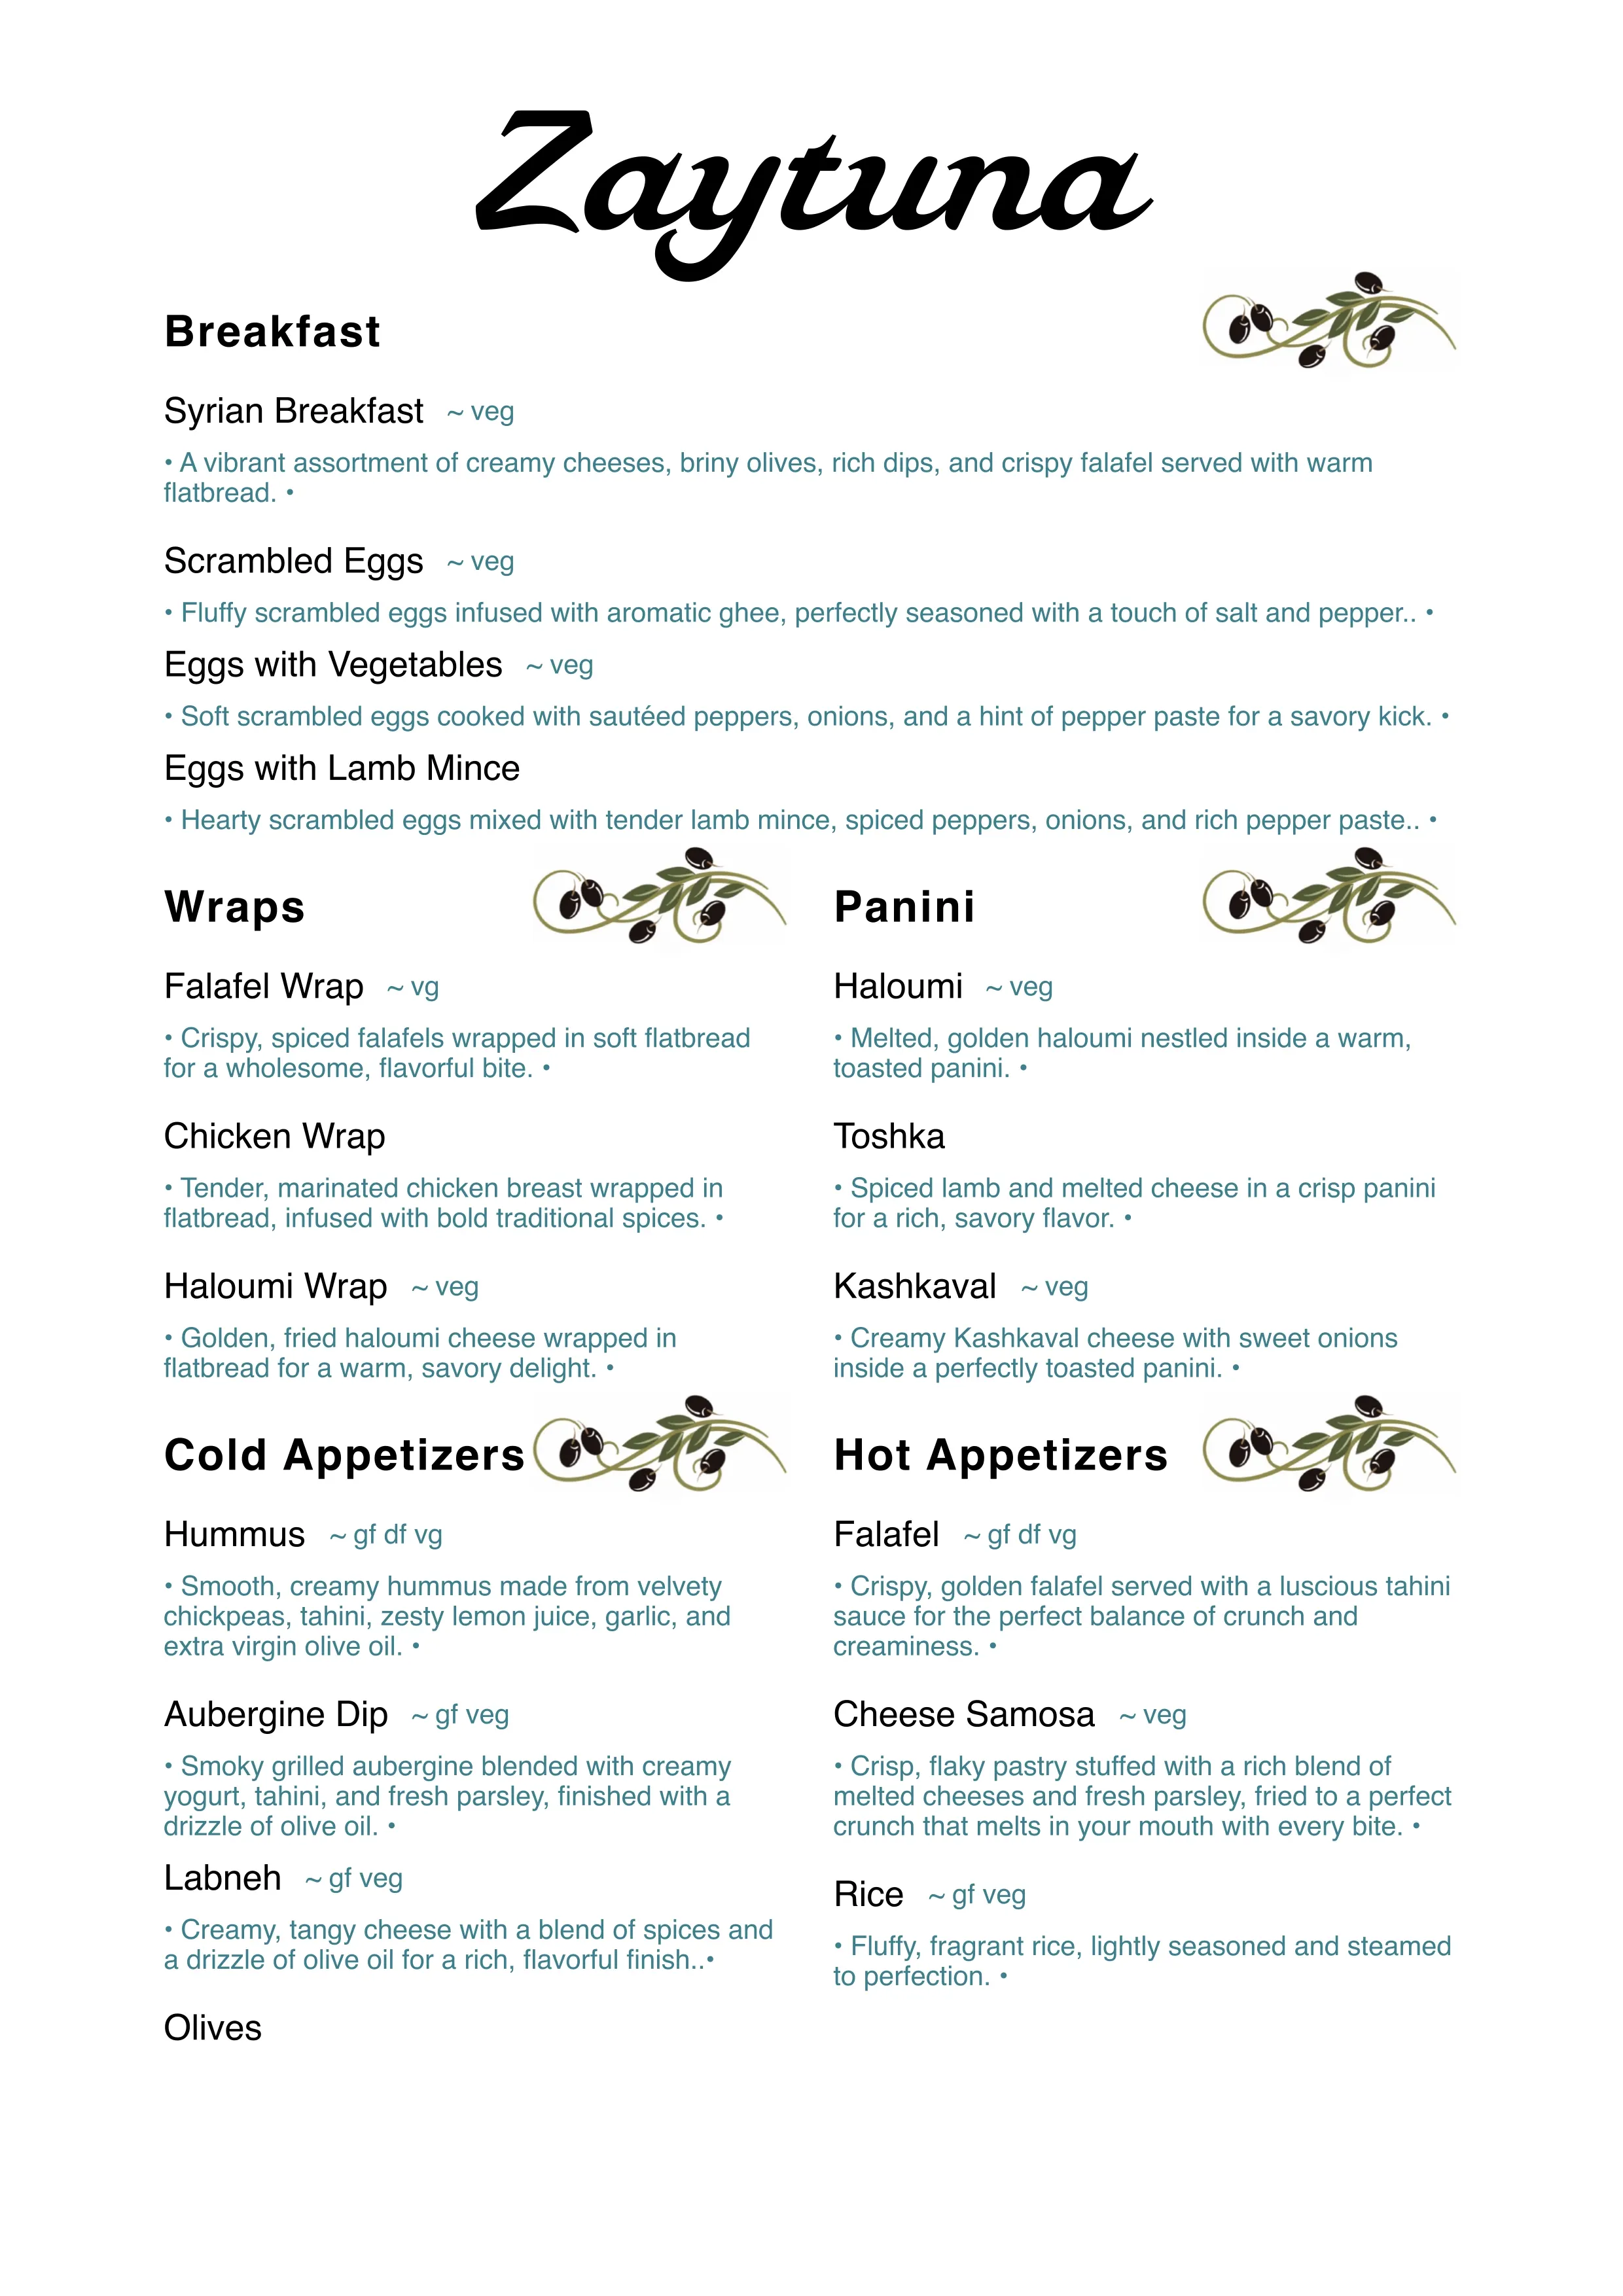 Zaytuna
Breakfast
Syrian Breakfast ~ veg
• A vibrant assortment of creamy cheeses, briny olives, rich dips, and crispy falafel served with warm
flatbread. •
Scrambled Eggs ~ veg
• Fluffy scrambled eggs infused with aromatic ghee, perfectly seasoned with a touch of salt and pepper.. •
Eggs with Vegetables ~ veg
• Soft scrambled eggs cooked with sautéed peppers, onions, and a hint of pepper paste for a savory kick. •
Eggs with Lamb Mince
• Hearty scrambled eggs mixed with tender lamb mince, spiced peppers, onions, and rich pepper paste.. •
Wraps
Falafel Wrap ~ vg
• Crispy, spiced falafels wrapped in soft flatbread
for a wholesome, flavorful bite. •
Chicken Wrap
• Tender, marinated chicken breast wrapped in
flatbread, infused with bold traditional spices. •
Haloumi Wrap ~ veg
• Golden, fried haloumi cheese wrapped in
flatbread for a warm, savory delight. •
Panini
Haloumi ~ veg
• Melted, golden haloumi nestled inside a warm,
toasted panini. •
Toshka
• Spiced lamb and melted cheese in a crisp panini
for a rich, savory flavor. •
Kashkaval ~ veg
• Creamy Kashkaval cheese with sweet onions
inside a perfectly toasted panini. •
Cold Appetizers
Hummus ~ gf df vg
• Smooth, creamy hummus made from velvety
chickpeas, tahini, zesty lemon juice, garlic, and
extra virgin olive oil. •
Aubergine Dip ~ gf veg
• Smoky grilled aubergine blended with creamy
yogurt, tahini, and fresh parsley, finished with a
drizzle of olive oil. •
Labneh ~ gf veg
• Creamy, tangy cheese with a blend of spices and
a drizzle of olive oil for a rich, flavorful finish..•
Olives
Hot Appetizers
Falafel ~ gf df vg
• Crispy, golden falafel served with a luscious tahini
sauce for the perfect balance of crunch and
creaminess. •
Cheese Samosa ~ veg
• Crisp, flaky pastry stuffed with a rich blend of
melted cheeses and fresh parsley, fried to a perfect
crunch that melts in your mouth with every bite. •
Rice ~ gf veg
• Fluffy, fragrant rice, lightly seasoned and steamed
to perfection. •